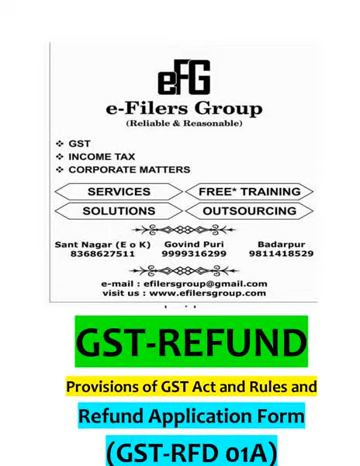 eFG
e-Filers Group
(Reliable & Reasonable)
❖ GST
❖ INCOME TAX
❖ CORPORATE MATTERS
SERVICES FREE* TRAINING
SOLUTIONS OUTSOURCING
Sant Nagar (E o K) Govind Puri Badarpur
8368627511 9999316299 9811418529
e-mail : efilersgroup@gmail.com
visit us : www.efilersgroup.com
GST-REFUND
Provisions of GST Act and Rules and
Refund Application Form
(GST-RFD 01A)